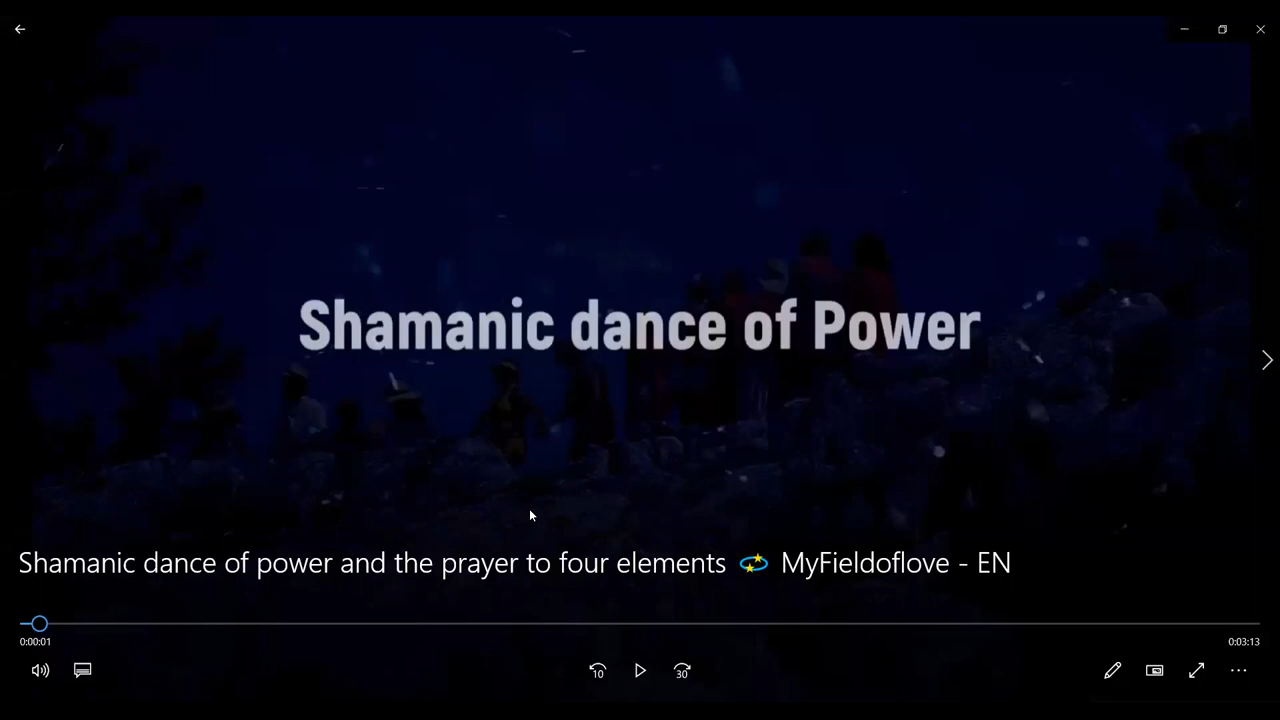 Shamanic dance of Power
Shamanic dance of power and the prayer to four elements 💫 MyFieldoflove - EN
0:00:01
0:03:13
10
30